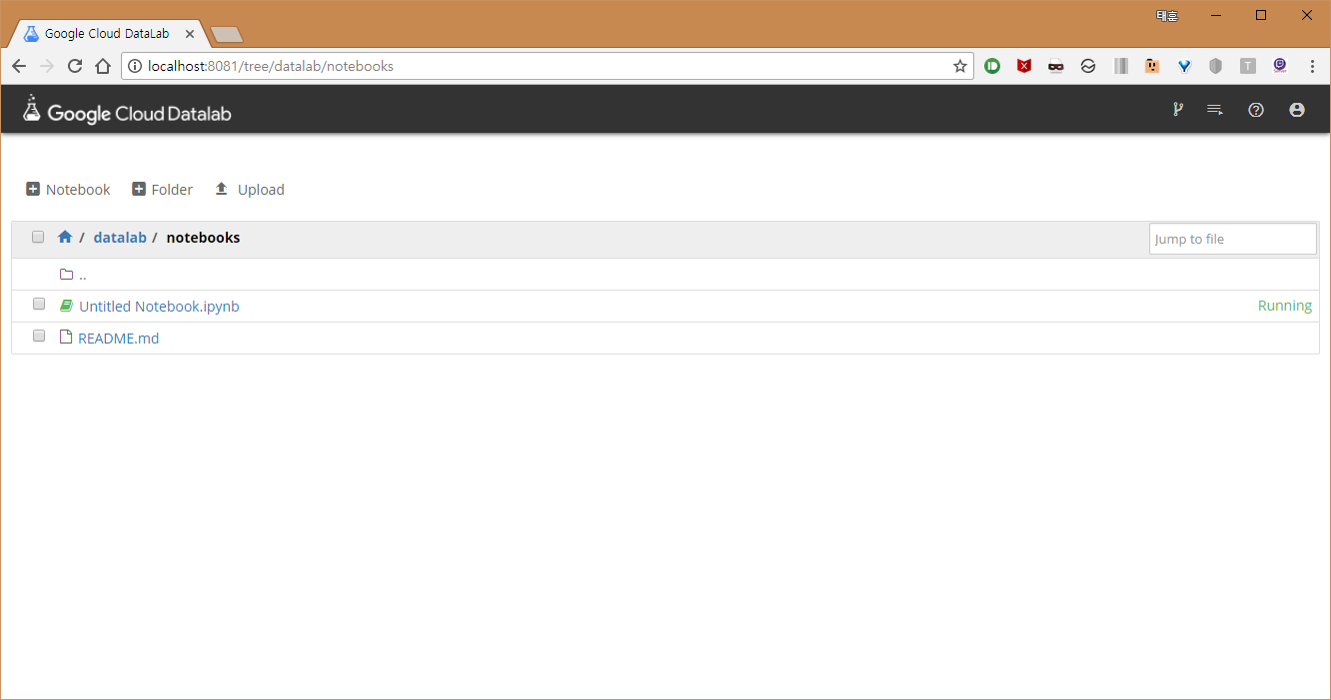 태훈
Google Cloud DataLab
localhost:8081/tree/datalab/notebooks
Google Cloud Datalab
Notebook Folder Upload
/ datalab / notebooks Jump to file
..
Untitled Notebook.ipynb Running
README.md